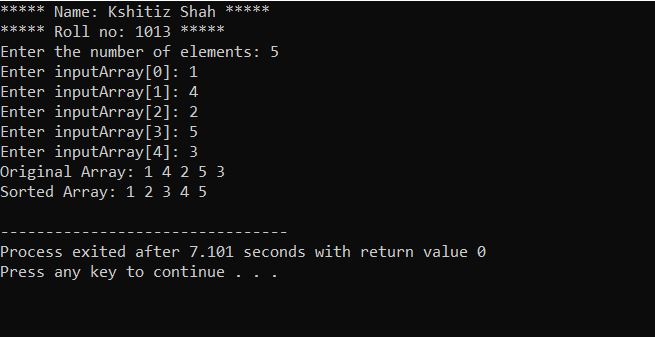 ***** Name: Kshitiz Shah *****
***** Roll no: 1013 *****
Enter the number of elements: 5
Enter inputArray[0]: 1
Enter inputArray[1]: 4
Enter inputArray[2]: 2
Enter inputArray[3]: 5
Enter inputArray[4]: 3
Original Array: 1 4 2 5 3
Sorted Array: 1 2 3 4 5
--------------------------------
Process exited after 7.101 seconds with return value 0
Press any key to continue . . .